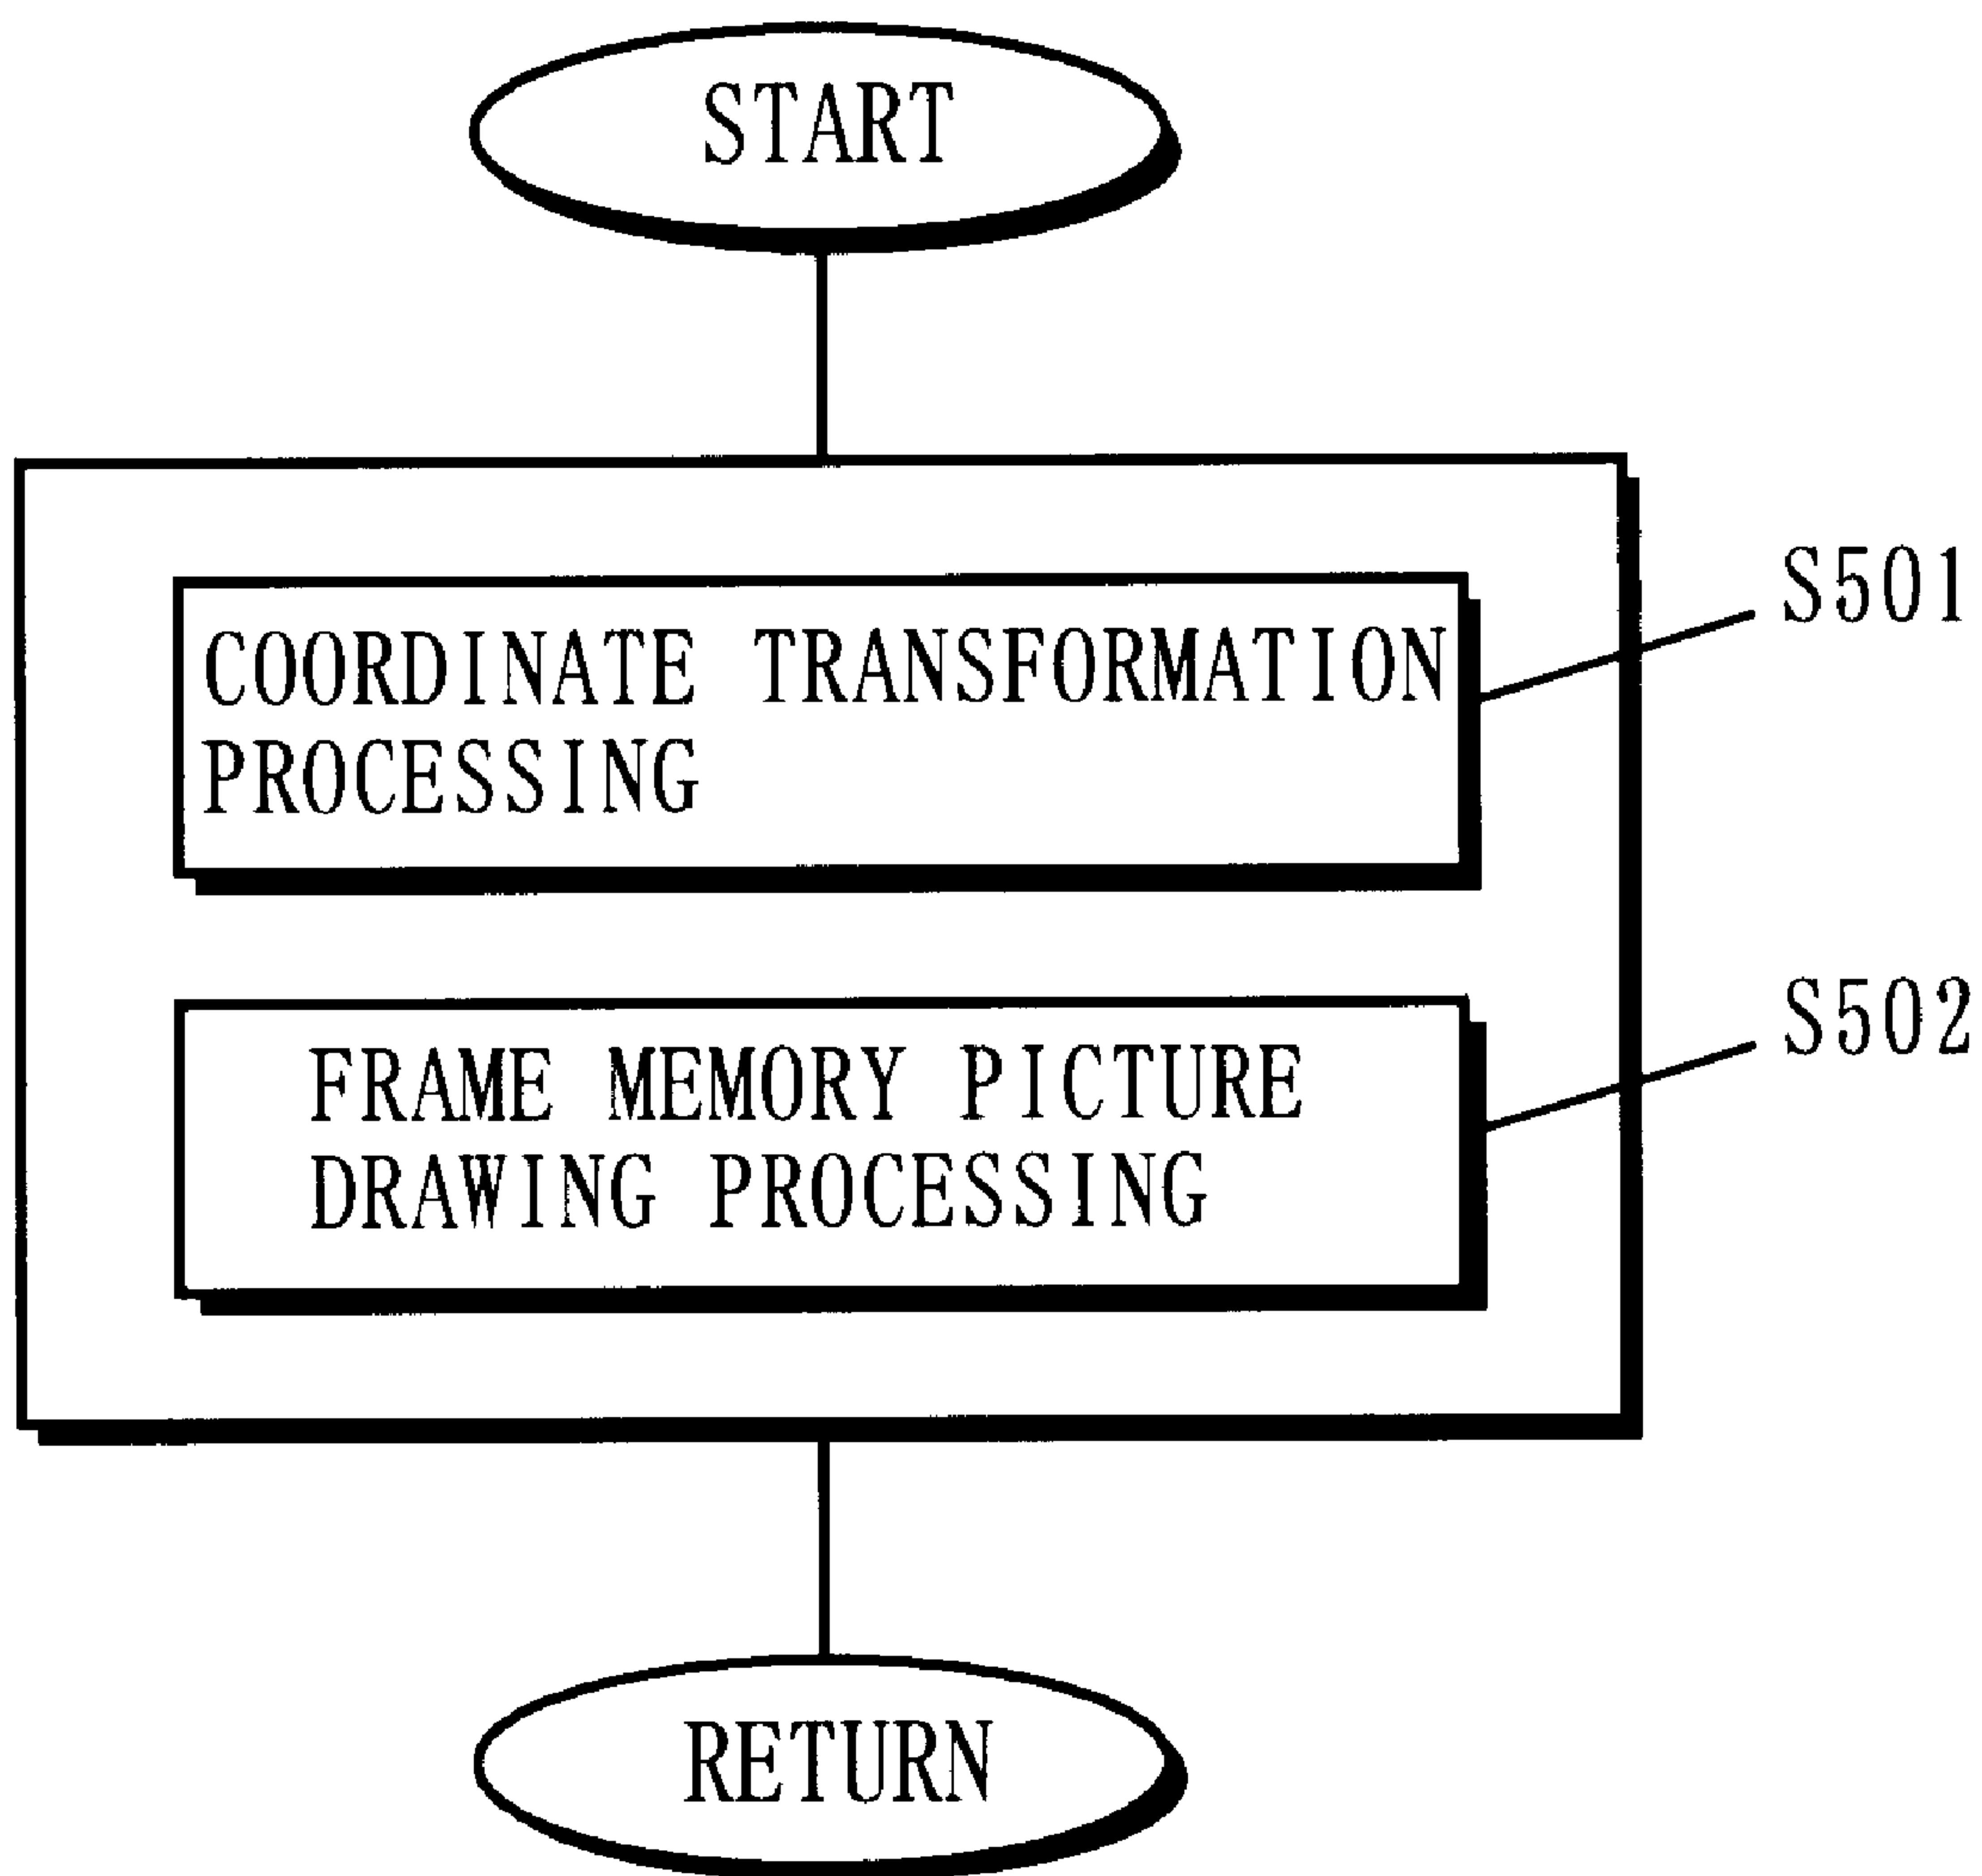 START
S501
COORDINATE TRANSFORMATION
PROCESSING
S502
FRAME MEMORY PICTURE
DRAWING PROCESSING
RETURN